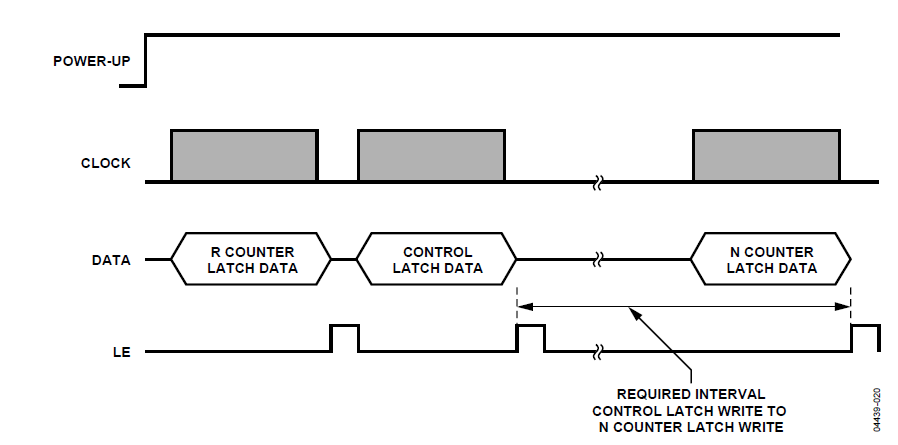 POWER-UP
CLOCK
DATA
R COUNTER
LATCH DATA
CONTROL
LATCH DATA
N COUNTER
LATCH DATA
LE
REQUIRED INTERVAL
CONTROL LATCH WRITE TO
N COUNTER LATCH WRITE
04439-020